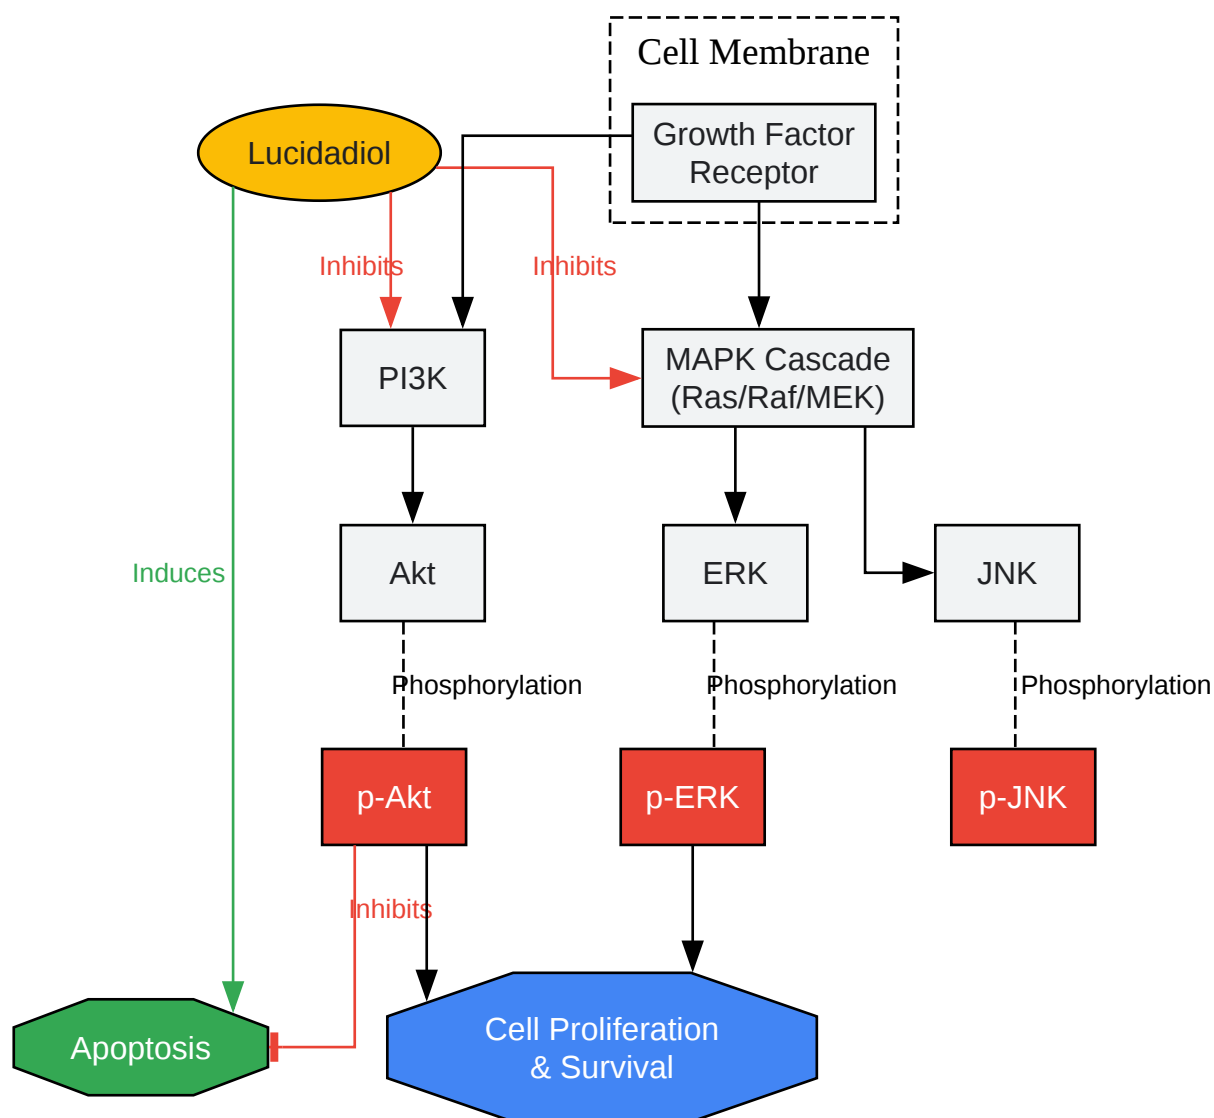 Cell Membrane
Growth Factor
Receptor
Lucidadiol
Inhibits
Inhibits
PI3K
MAPK Cascade
(Ras/Raf/MEK)
Induces
Akt
ERK
JNK
Phosphorylation
Phosphorylation
Phosphorylation
p-Akt
p-ERK
p-JNK
Inhibits
Apoptosis
Cell Proliferation
& Survival